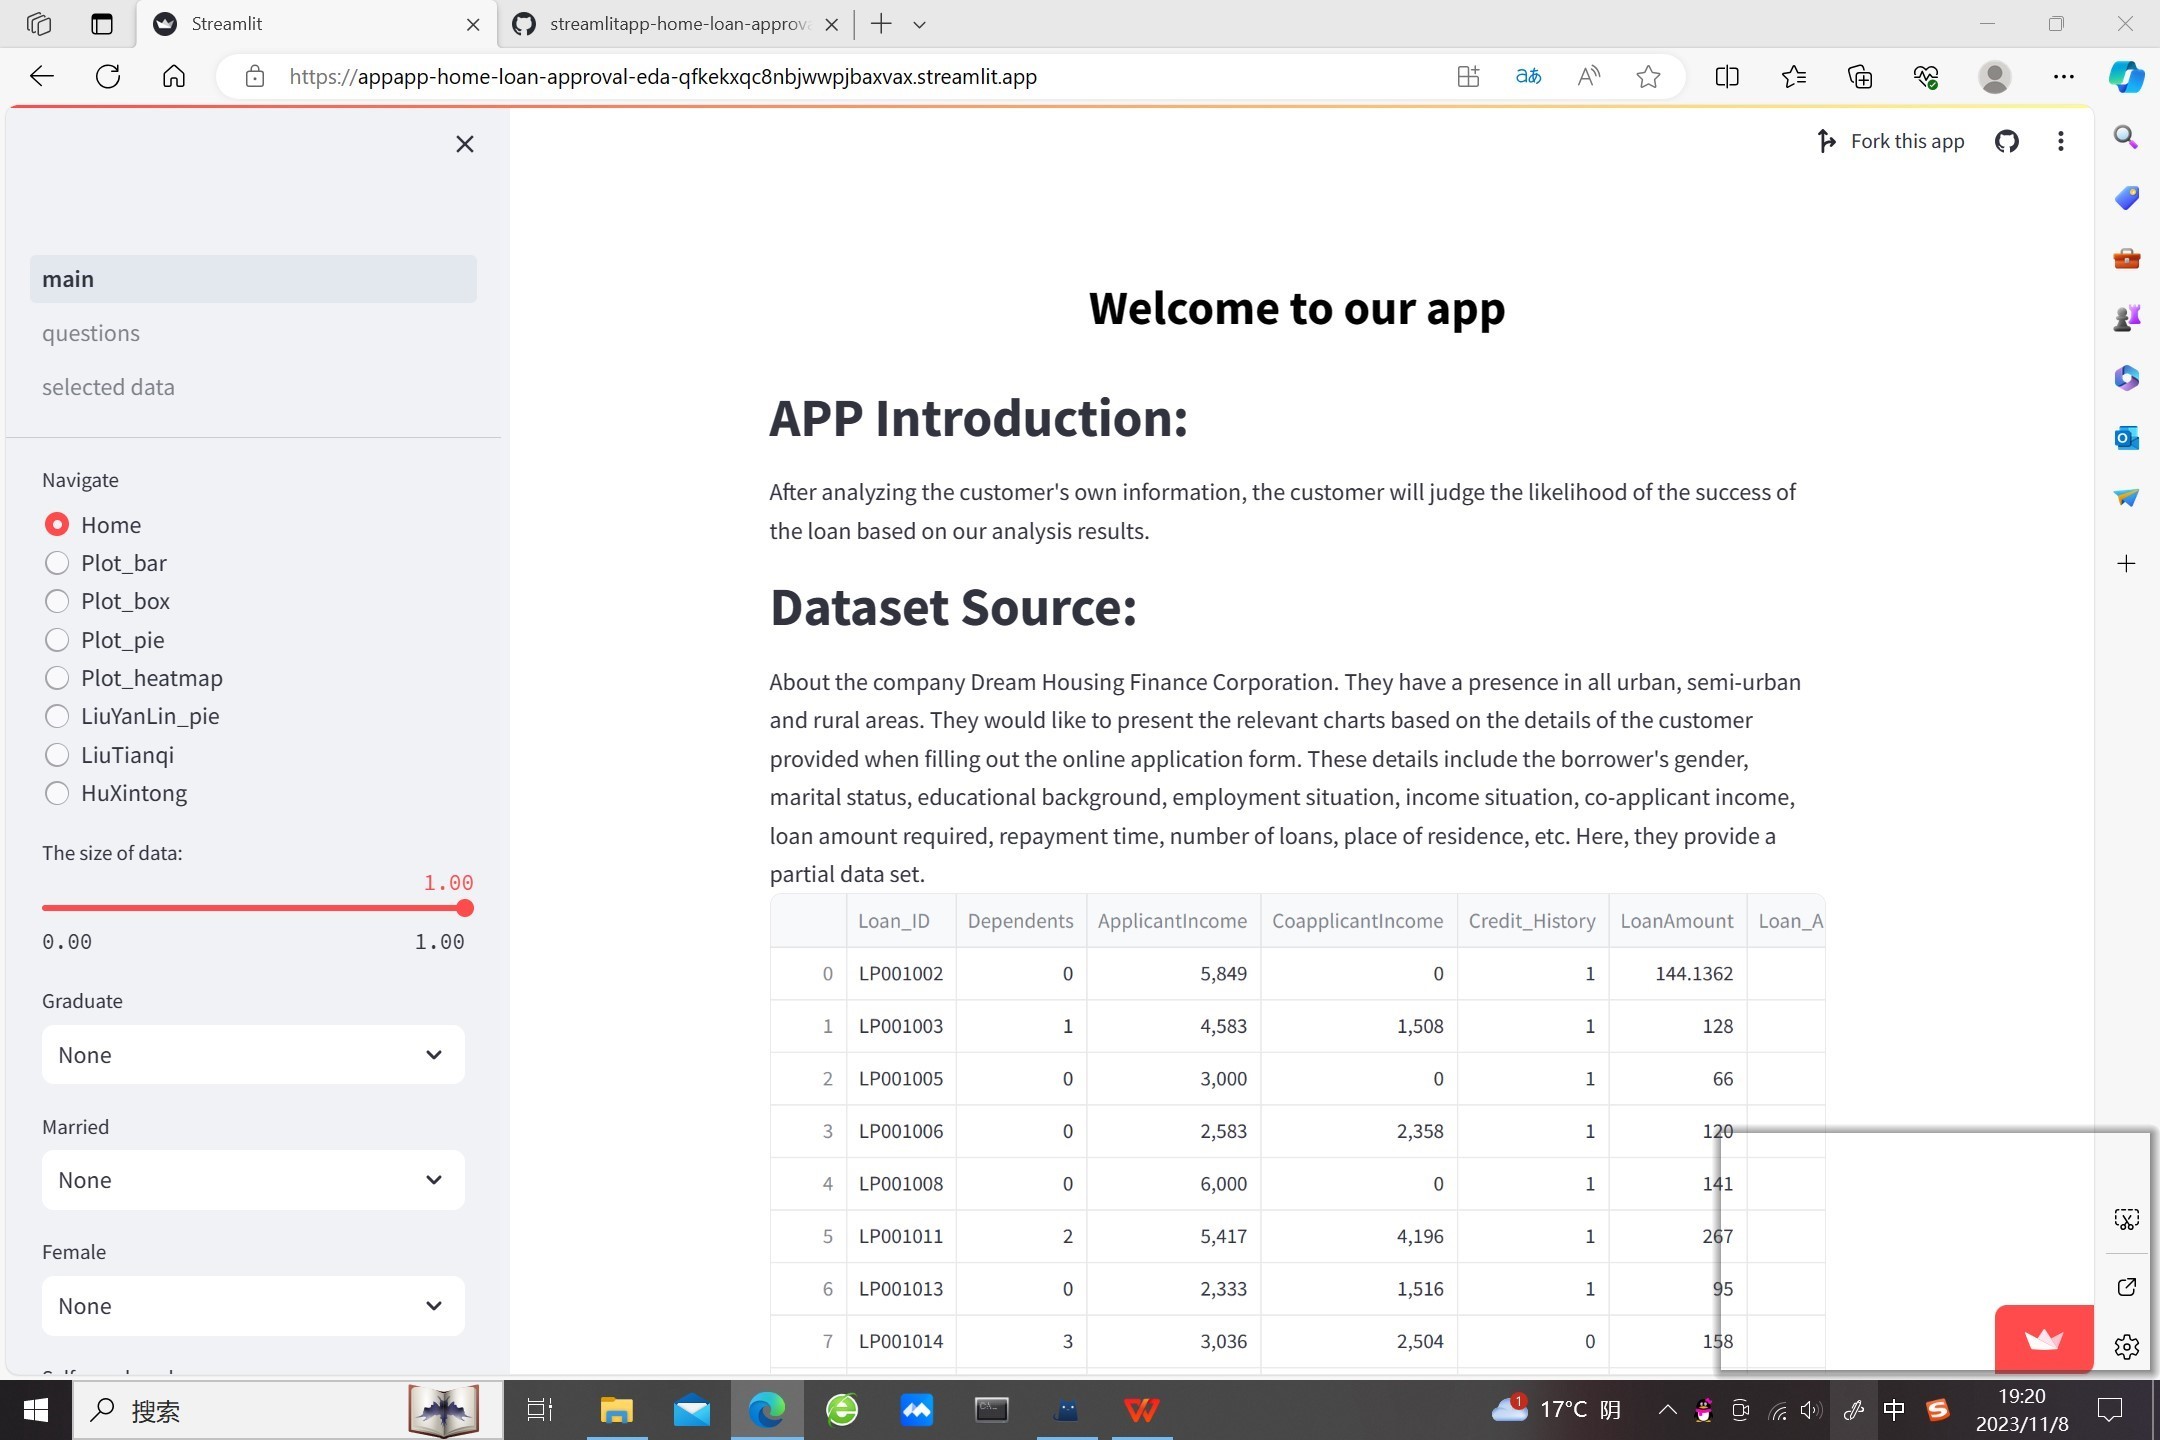 Streamlit
streamlitapp-home-loan-approva
https://appapp-home-loan-approval-eda-qfkekxqc8nbjwwpjbaxvax.streamlit.app
Fork this app
main
questions
selected data
Navigate
Home
Plot_bar
Plot_box
Plot_pie
Plot_heatmap
LiuYanLin_pie
LiuTianqi
HuXintong
The size of data:
1.00
0.00 1.00
Graduate
None
Married
None
Female
None
Welcome to our app
APP Introduction:
After analyzing the customer's own information, the customer will judge the likelihood of the success of
the loan based on our analysis results.
Dataset Source:
About the company Dream Housing Finance Corporation. They have a presence in all urban, semi-urban
and rural areas. They would like to present the relevant charts based on the details of the customer
provided when filling out the online application form. These details include the borrower's gender,
marital status, educational background, employment situation, income situation, co-applicant income,
loan amount required, repayment time, number of loans, place of residence, etc. Here, they provide a
partial data set.
Loan_ID Dependents ApplicantIncome CoapplicantIncome Credit_History LoanAmount Loan_A
0 LP001002 0 5,849 0 1 144.1362
1 LP001003 1 4,583 1,508 1 128
2 LP001005 0 3,000 0 1 66
3 LP001006 0 2,583 2,358 1 120
4 LP001008 0 6,000 0 1 141
5 LP001011 2 5,417 4,196 1 267
6 LP001013 0 2,333 1,516 1 95
7 LP001014 3 3,036 2,504 0 158
搜索
1
17°C 阴
中
19:20
2023/11/8